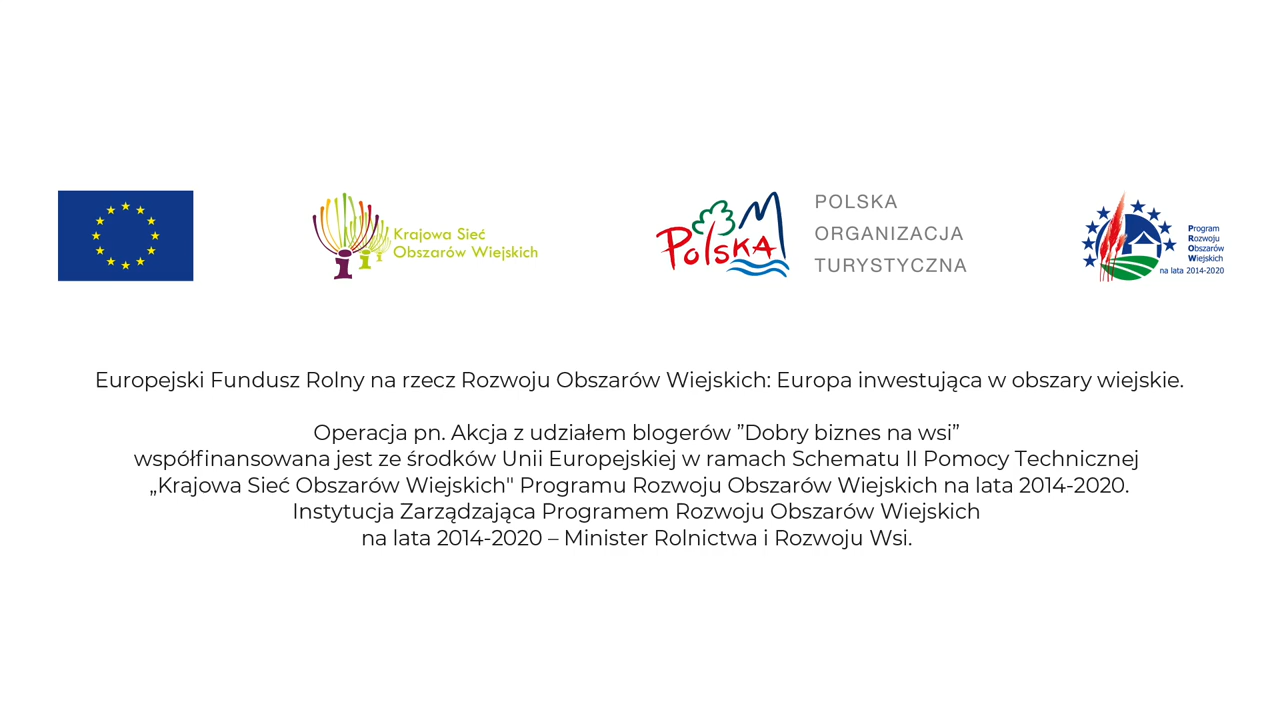 Krajowa Sieć
Obszarów Wiejskich
POLSKA
POLSKA
ORGANIZACJA
TURYSTYCZNA
Program
Rozwoju
Obszarów
Wiejskich
na lata 2014-2020
Europejski Fundusz Rolny na rzecz Rozwoju Obszarów Wiejskich: Europa inwestująca w obszary wiejskie.
Operacja pn. Akcja z udziałem blogerów ”Dobry biznes na wsi”
współfinansowana jest ze środków Unii Europejskiej w ramach Schematu II Pomocy Technicznej
„Krajowa Sieć Obszarów Wiejskich" Programu Rozwoju Obszarów Wiejskich na lata 2014-2020.
Instytucja Zarządzająca Programem Rozwoju Obszarów Wiejskich
na lata 2014-2020 – Minister Rolnictwa i Rozwoju Wsi.